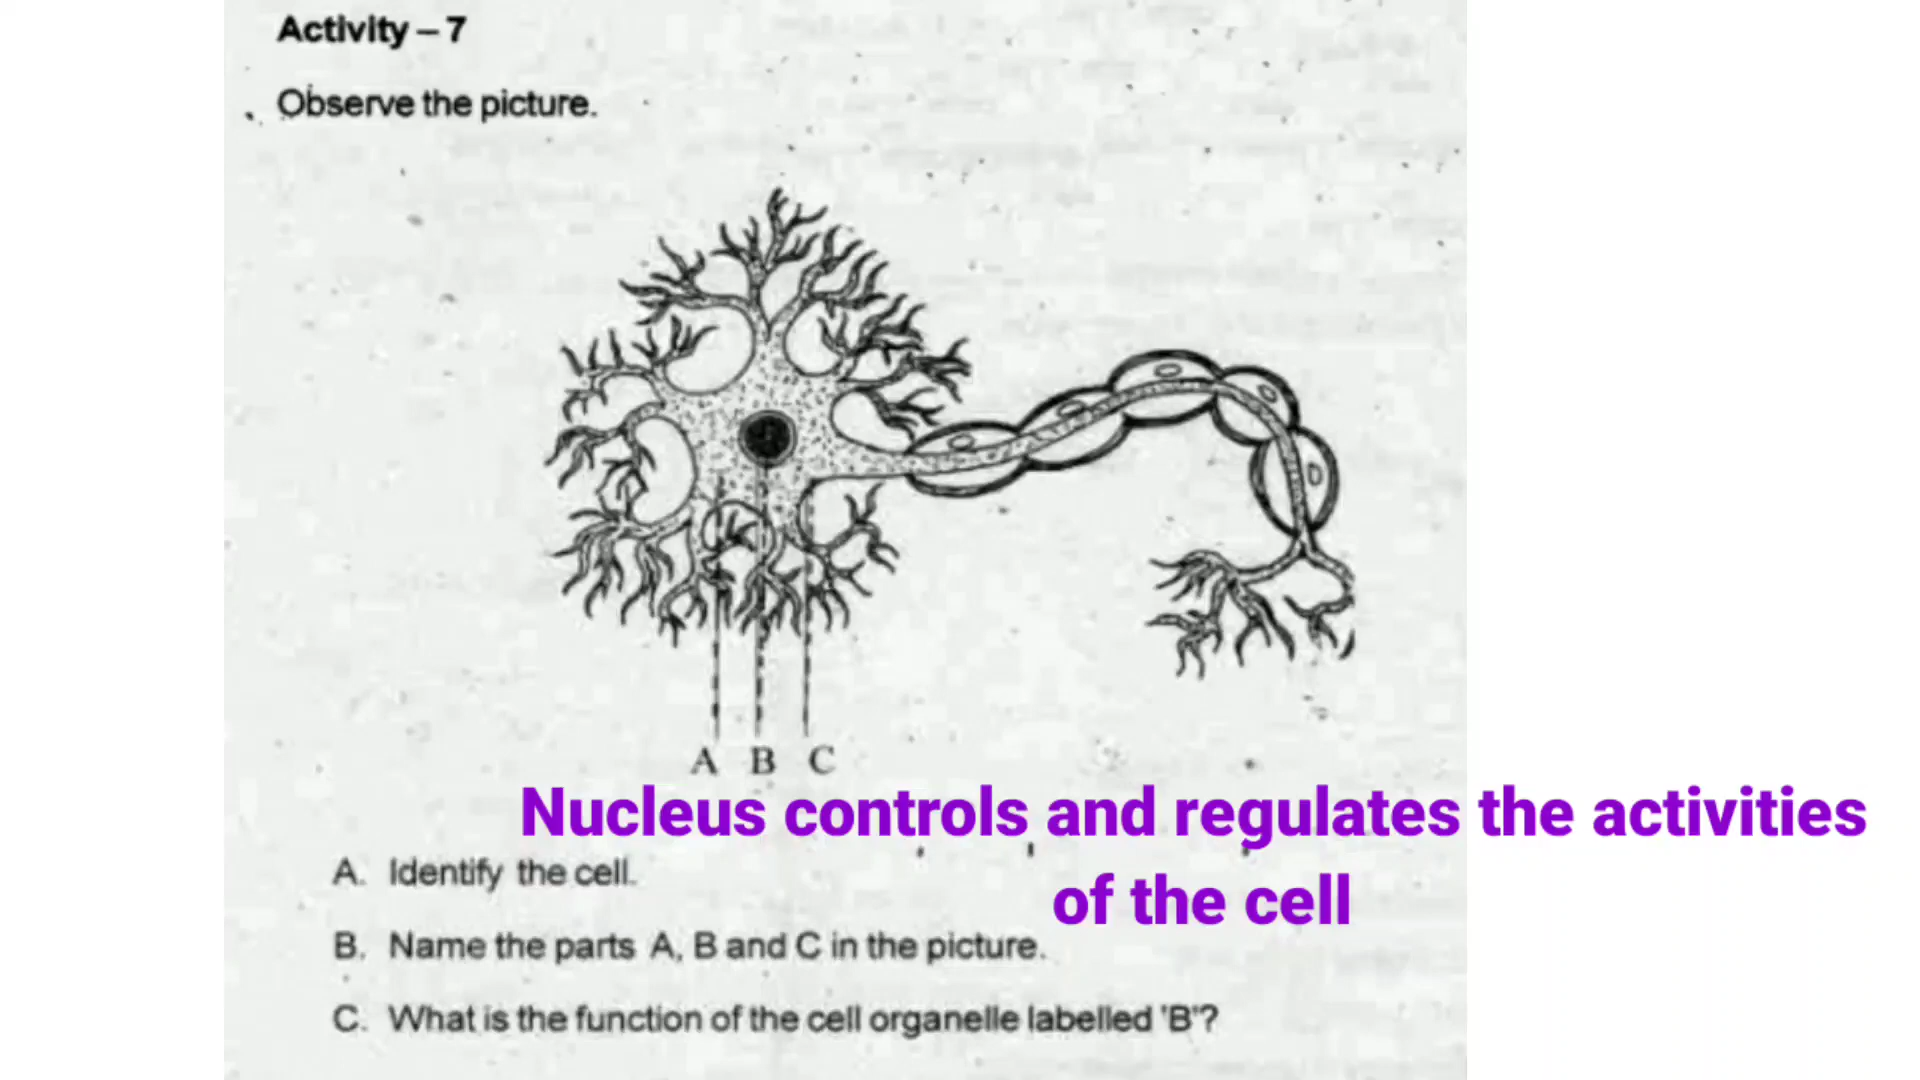 Activity – 7
Observe the picture.
A B C
Nucleus controls and regulates the activities
of the cell
A. Identify the cell.
B. Name the parts A, B and C in the picture.
C. What is the function of the cell organelle labelled 'B'?